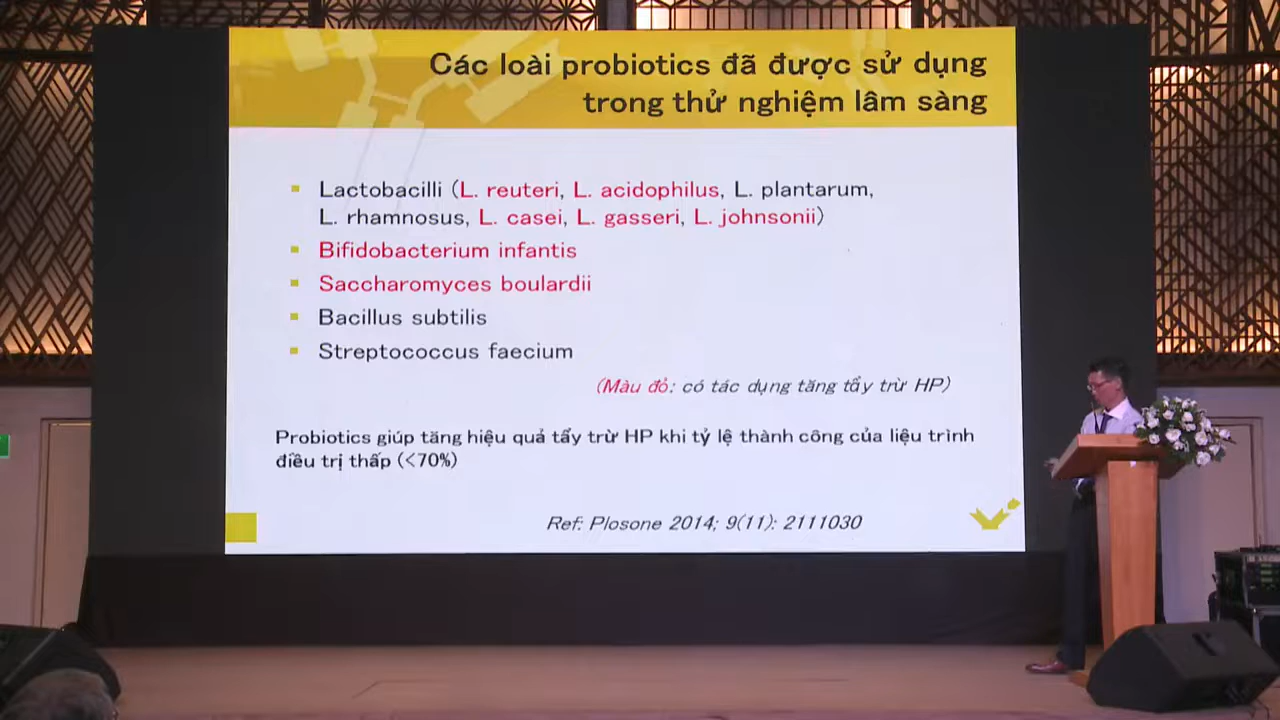 Các loài probiotics đã được sử dụng
trong thử nghiệm lâm sàng
Lactobacilli (L. reuteri, L. acidophilus, L. plantarum,
L. rhamnosus, L. casei, L. gasseri, L. johnsonii)
Bifidobacterium infantis
Saccharomyces boulardii
Bacillus subtilis
Streptococcus faecium
(Màu đỏ: có tác dụng tăng tẩy trừ HP)
Probiotics giúp tăng hiệu quả tẩy trừ HP khi tỷ lệ thành công của liệu trình
điều trị thấp (<70%)
Ref: Plosone 2014; 9(11): 2111030